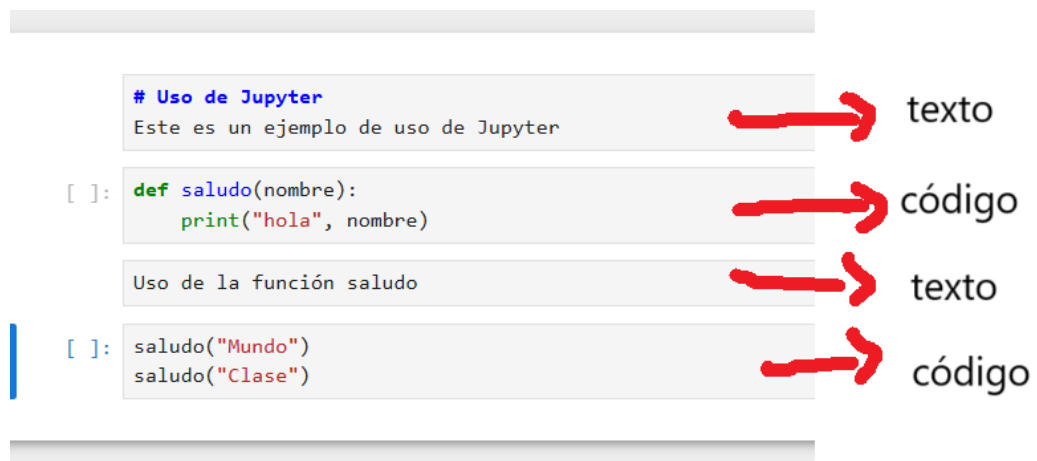 # Uso de Jupyter
Este es un ejemplo de uso de Jupyter
texto
[ ]: def saludo(nombre):
    print("hola", nombre)
código
Uso de la función saludo
texto
[ ]: saludo("Mundo")
saludo("Clase")
código